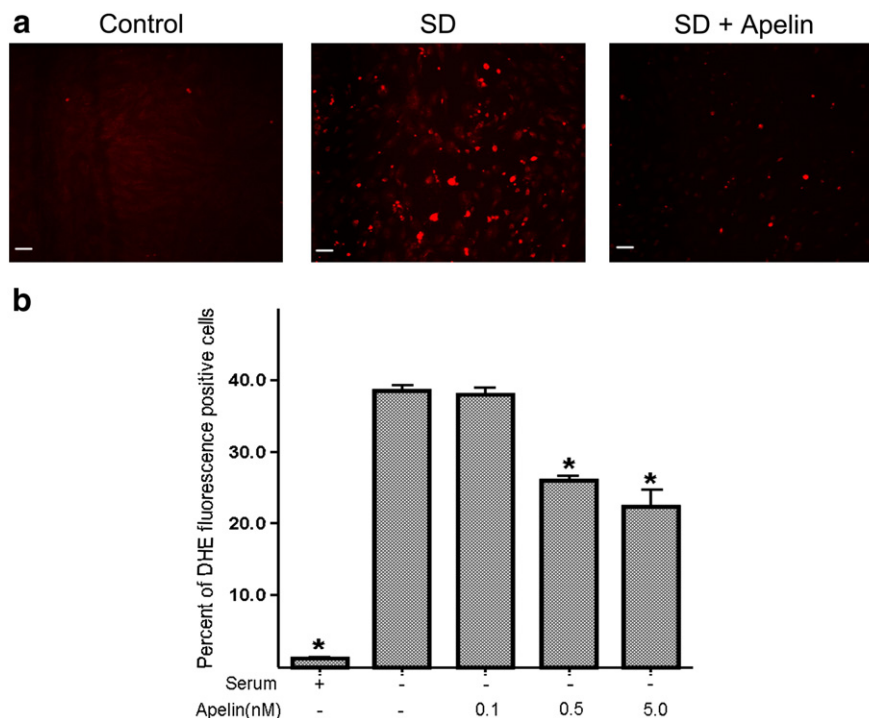 a
Control SD SD + Apelin
b
Percent of DHE fluorescence positive cells
40.0
30.0
20.0
10.0
* * *
Serum + - - - -
Apelin(nM) - - 0.1 0.5 5.0